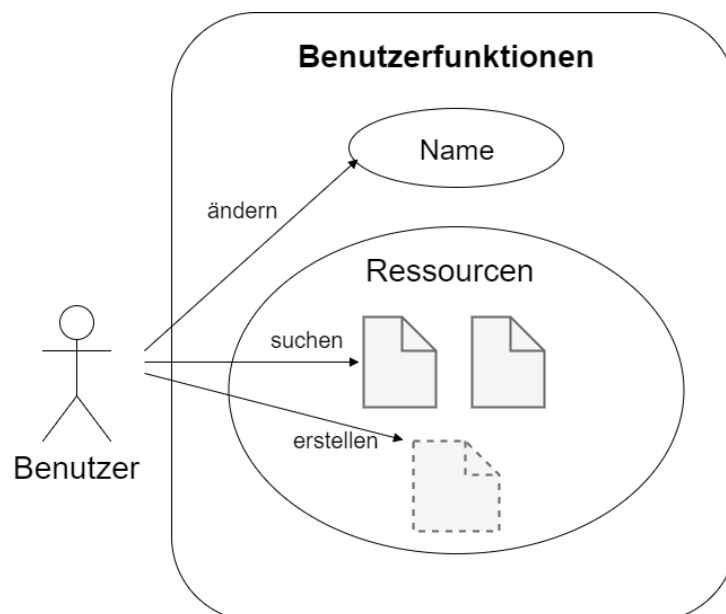 Benutzerfunktionen
Name
ändern
Ressourcen
suchen
erstellen
Benutzer